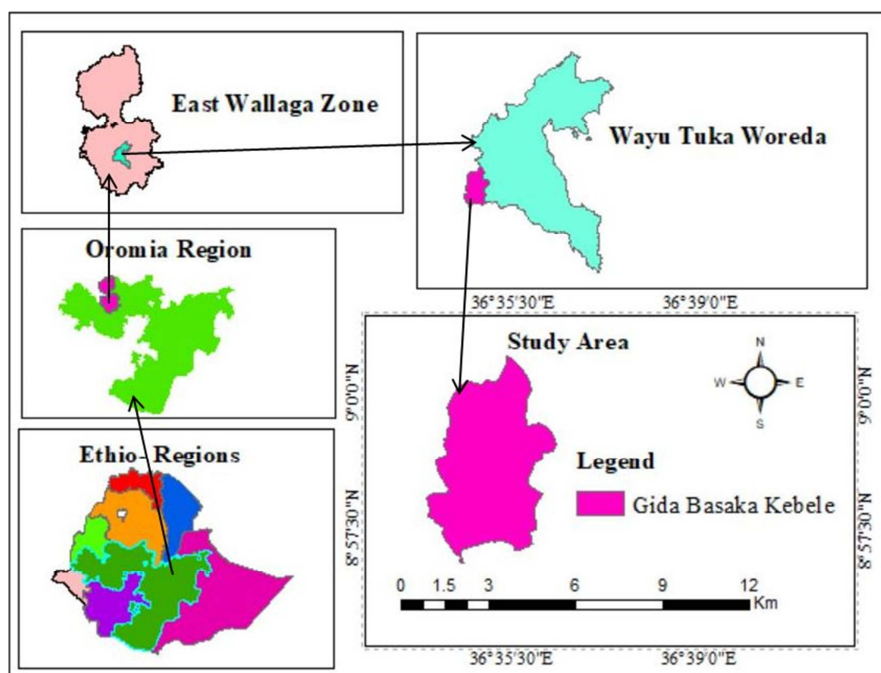 East Wallaga Zone
Wayu Tuka Woreda
Oromia Region
Ethio- Regions
36°35'30"E 36°39'0"E
Study Area
N
W E
S
9°0'0"N
9°0'0"N
8°57'30"N
8°57'30"N
Legend
Gida Basaka Kebele
0 1.5 3 6 9 12
Km
36°35'30"E 36°39'0"E